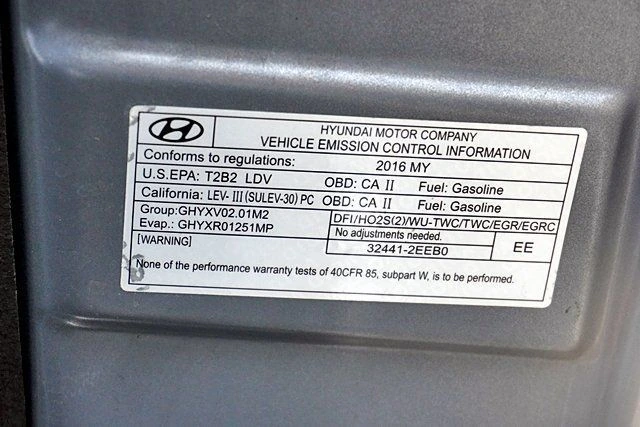 HYUNDAI MOTOR COMPANY
VEHICLE EMISSION CONTROL INFORMATION
Conforms to regulations: 2016 MY
U.S.EPA: T2B2 LDV OBD: CA II Fuel: Gasoline
California: LEV-III (SULEV-30) PC OBD: CA II Fuel: Gasoline
Group:GHYXV02.01M2 DFI/HO2S(2)/WU-TWC/TWC/EGR/EGRC
Evap.: GHYXR01251MP No adjustments needed. EE
[WARNING] 32441-2EEB0
None of the performance warranty tests of 40CFR 85, subpart W, is to be performed.